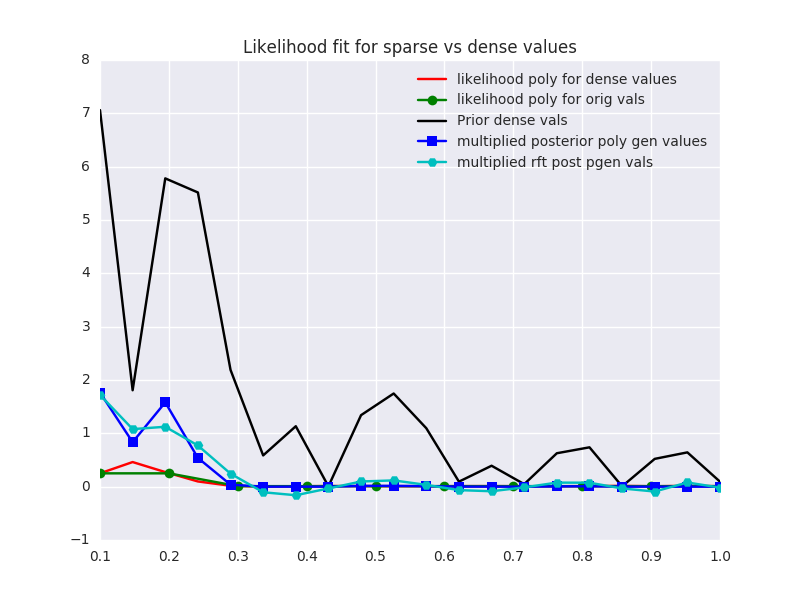 Likelihood fit for sparse vs dense values
8
7
6
5
4
3
2
1
0
−1
likelihood poly for dense values
likelihood poly for orig vals
Prior dense vals
multiplied posterior poly gen values
multiplied rft post pgen vals
0.1 0.2 0.3 0.4 0.5 0.6 0.7 0.8 0.9 1.0